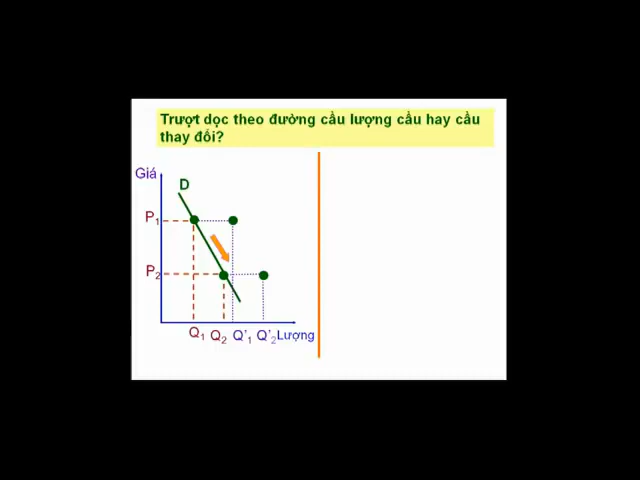 Trượt dọc theo đường cầu lượng cầu hay cầu
thay đổi?
Giá
D
P1
P2
Q1 Q2 Q'1 Q'2 Lượng